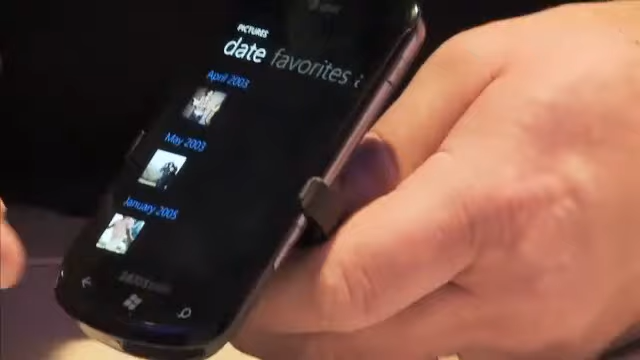 PICTURES
date favorites
April 2003
May 2003
January 2005
SAMSUNG